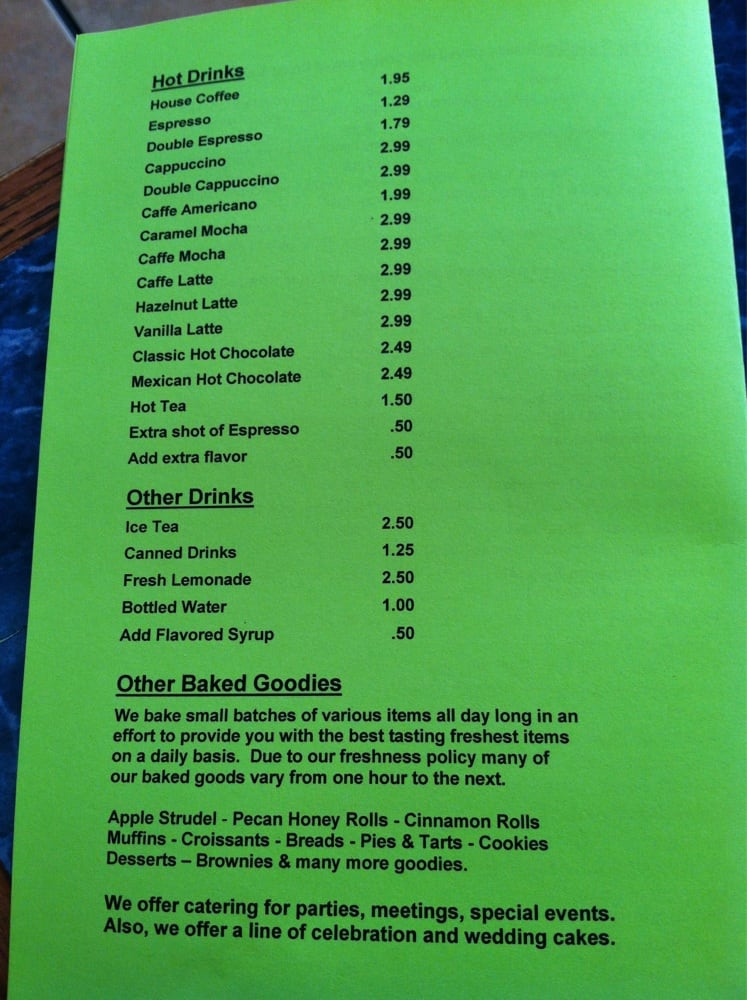 Hot Drinks
House Coffee 1.95
Espresso 1.29
Double Espresso 1.79
Cappuccino 2.99
Double Cappuccino 2.99
Caffe Americano 1.99
Caramel Mocha 2.99
Caffe Mocha 2.99
Caffe Latte 2.99
Hazelnut Latte 2.99
Vanilla Latte 2.99
Classic Hot Chocolate 2.49
Mexican Hot Chocolate 2.49
Hot Tea 1.50
Extra shot of Espresso .50
Add extra flavor .50
Other Drinks
Ice Tea 2.50
Canned Drinks 1.25
Fresh Lemonade 2.50
Bottled Water 1.00
Add Flavored Syrup .50
Other Baked Goodies
We bake small batches of various items all day long in an
effort to provide you with the best tasting freshest items
on a daily basis. Due to our freshness policy many of
our baked goods vary from one hour to the next.
Apple Strudel - Pecan Honey Rolls - Cinnamon Rolls
Muffins - Croissants - Breads - Pies & Tarts - Cookies
Desserts – Brownies & many more goodies.
We offer catering for parties, meetings, special events.
Also, we offer a line of celebration and wedding cakes.